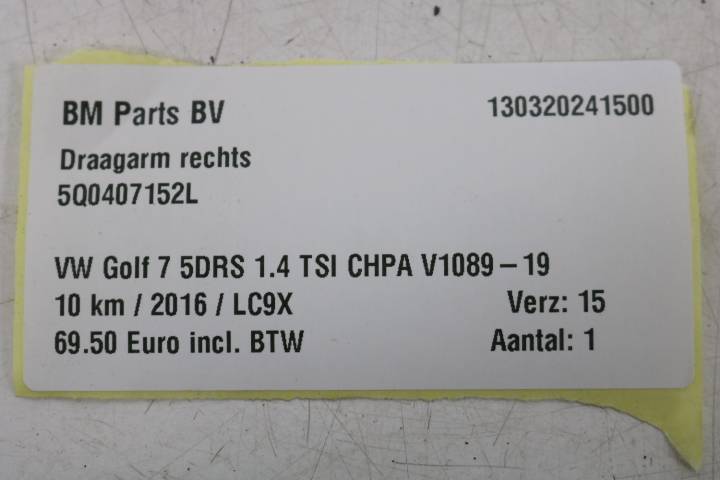 BM Parts BV 130320241500
Draagarm rechts
5Q0407152L
VW Golf 7 5DRS 1.4 TSI CHPA V1089 – 19
10 km / 2016 / LC9X Verz: 15
69.50 Euro incl. BTW Aantal: 1